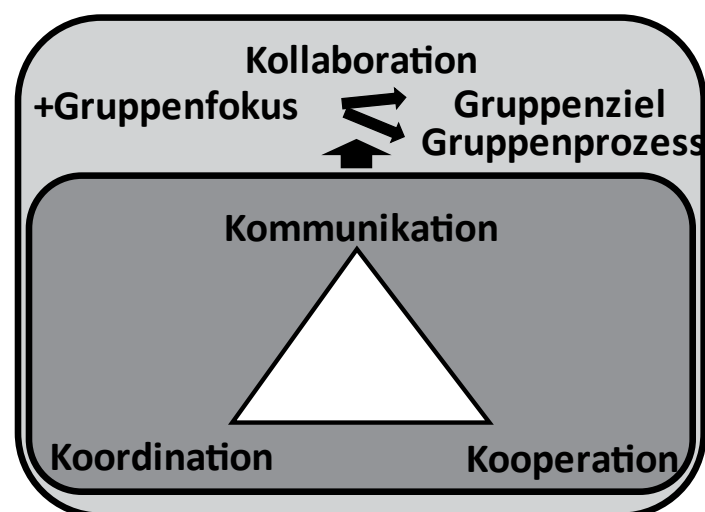 Kollaboration
+Gruppenfokus
Gruppenziel
Gruppenprozess
Kommunikation
Koordination
Kooperation